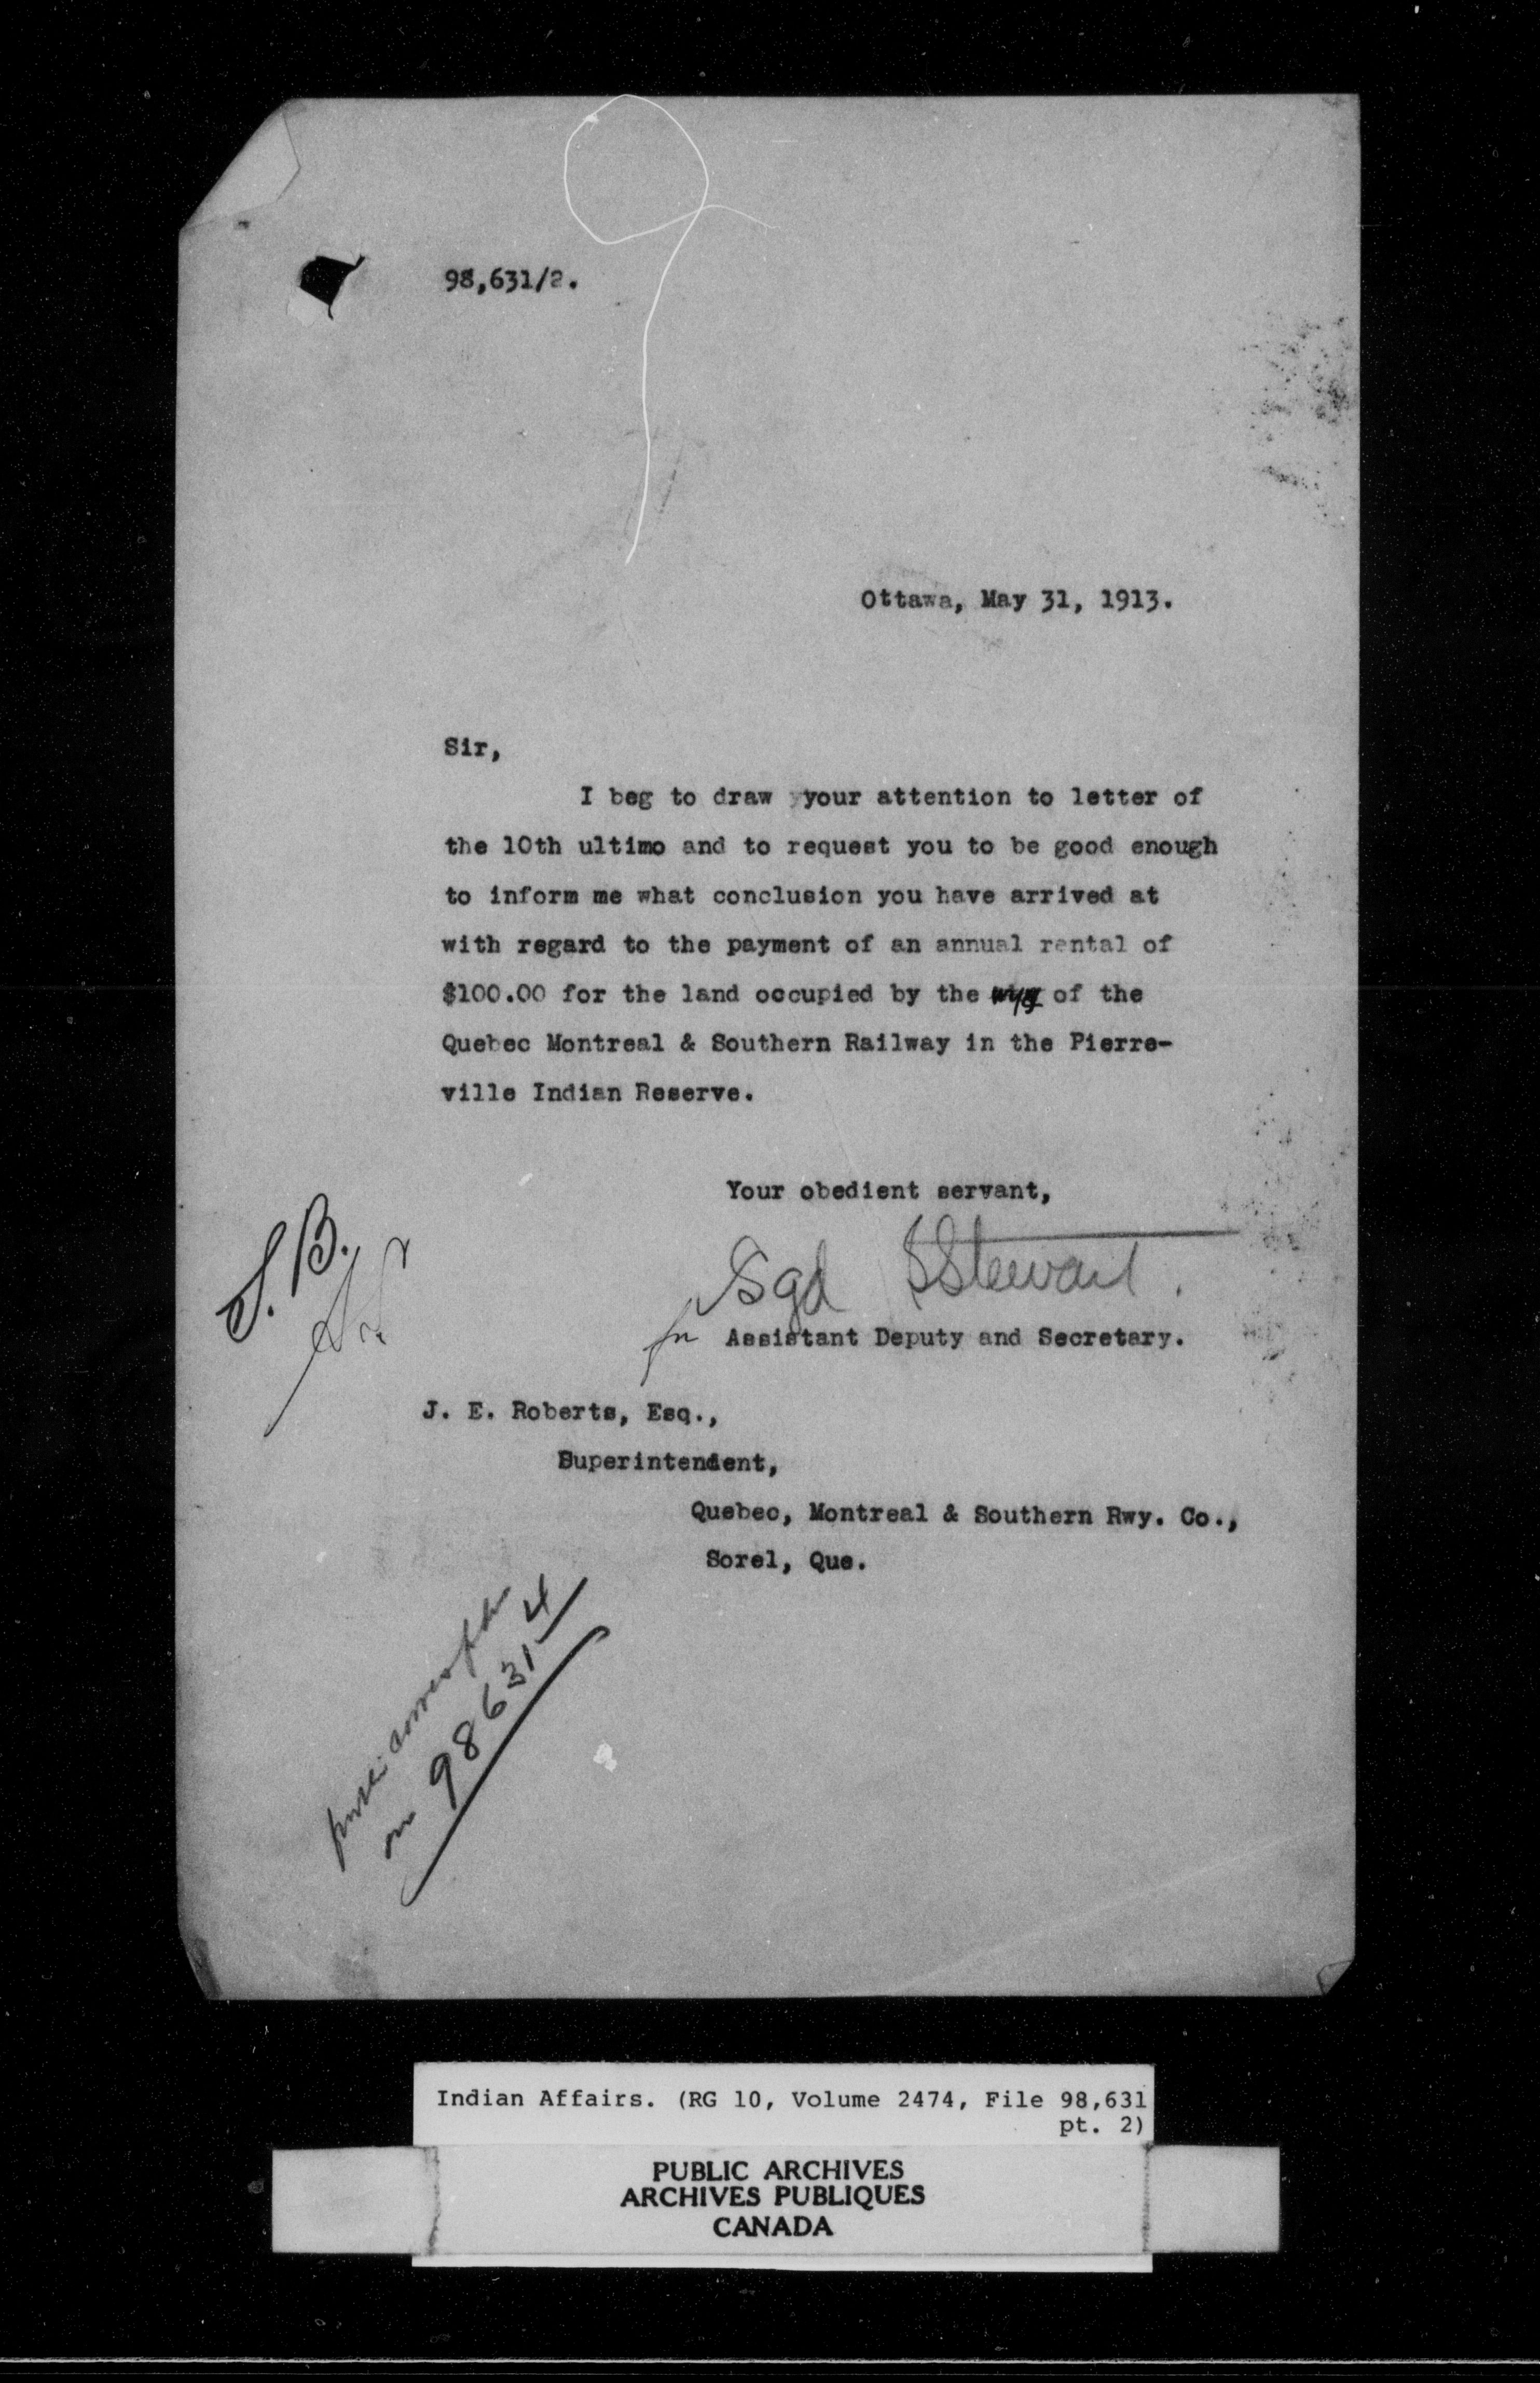 98,631/2.
Ottawa, May 31, 1913.
Sir,
I beg to draw your attention to letter of
the 10th ultimo and to request you to be good enough
to inform me what conclusion you have arrived at
with regard to the payment of an annual rental of
$100.00 for the land occupied by the wye of the
Quebec Montreal & Southern Railway in the Pierre-
ville Indian Reserve.
Your obedient servant,
Sgd S Stewart.
for Assistant Deputy and Secretary.
S.B.
J. E. Roberts, Esq.,
Superintendent,
Quebec, Montreal & Southern Rwy. Co.,
Sorel, Que.
on 98631-4
Indian Affairs. (RG 10, Volume 2474, File 98,631
pt. 2)
PUBLIC ARCHIVES
ARCHIVES PUBLIQUES
CANADA